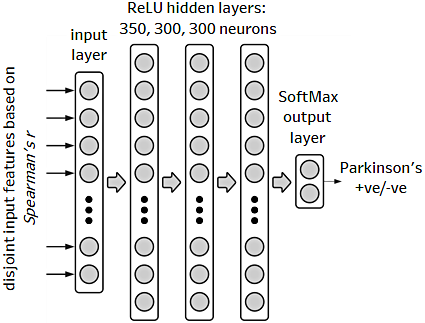 ReLU hidden layers:
350, 300, 300 neurons
input
layer
disjoint input features based on
Spearman's r
SoftMax
output
layer
Parkinson's
+ve/-ve